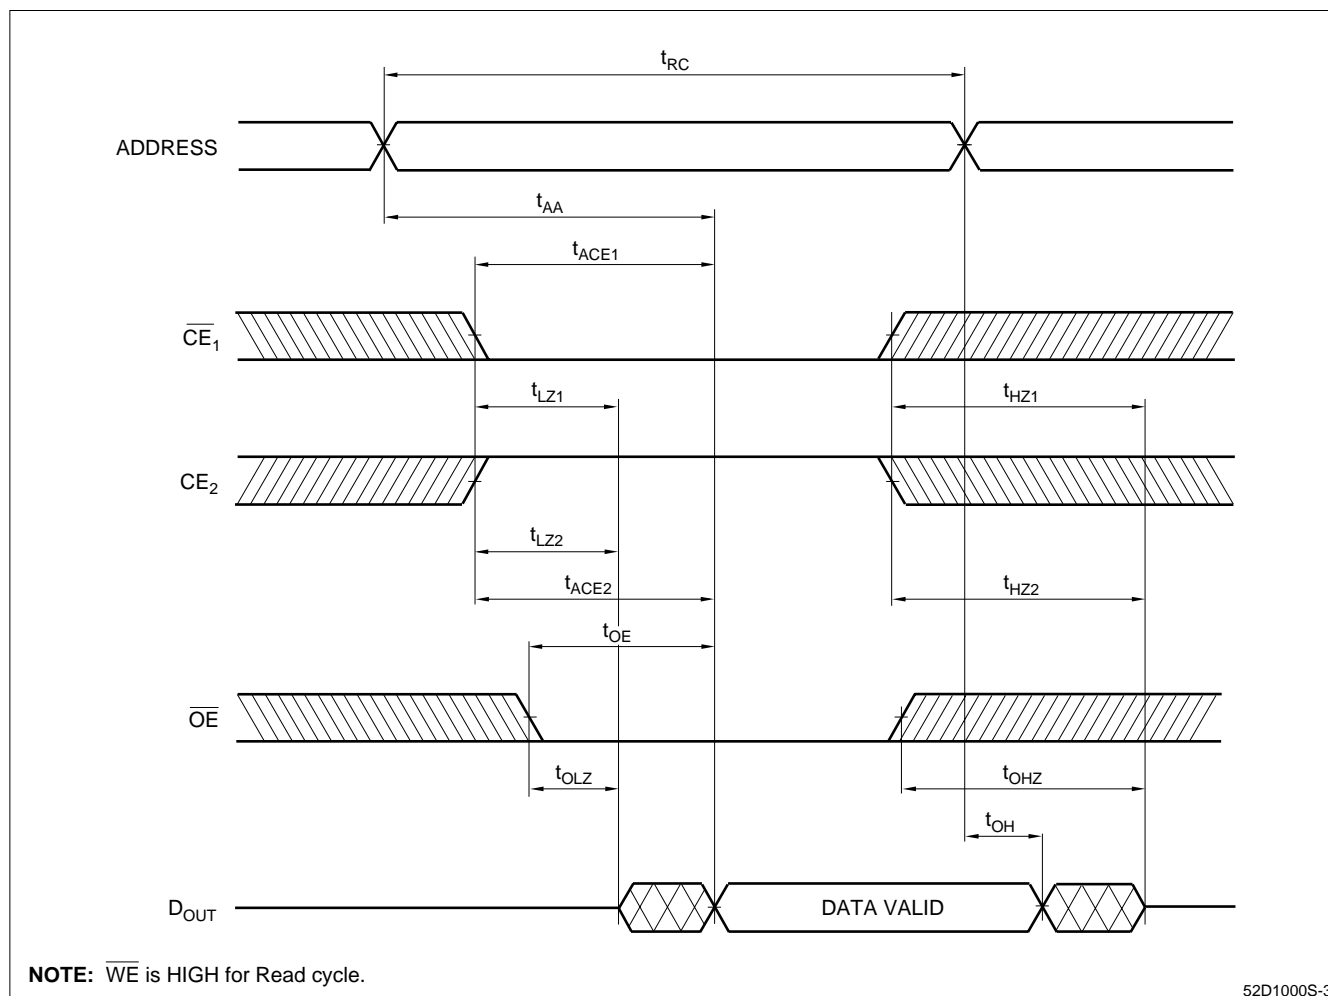 tRC
ADDRESS
tAA
tACE1
CE1
tLZ1
tHZ1
CE2
tLZ2
tACE2
tHZ2
tOE
OE
tOLZ
tOHZ
tOH
DOUT
DATA VALID
NOTE: WE is HIGH for Read cycle.
52D1000S-3